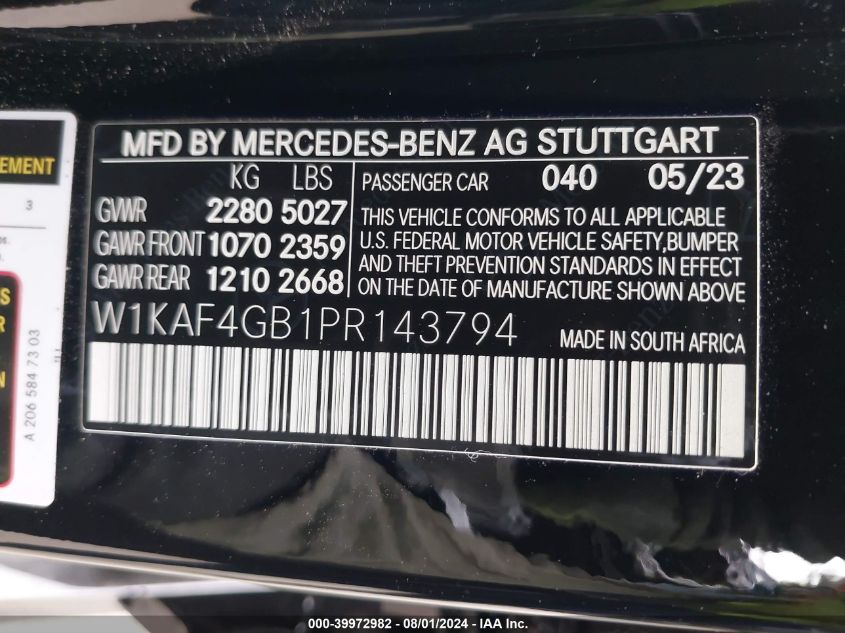 MFD BY MERCEDES-BENZ AG STUTTGART
KG LBS
GVWR 2280 5027
GAWR FRONT 1070 2359
GAWR REAR 1210 2668
PASSENGER CAR 040 05/23
THIS VEHICLE CONFORMS TO ALL APPLICABLE
U.S. FEDERAL MOTOR VEHICLE SAFETY,BUMPER
AND THEFT PREVENTION STANDARDS IN EFFECT
ON THE DATE OF MANUFACTURE SHOWN ABOVE
W1KAF4GB1PR143794 MADE IN SOUTH AFRICA
3
A 206 584 73 03
000-39972982 - 08/01/2024 - IAA Inc.